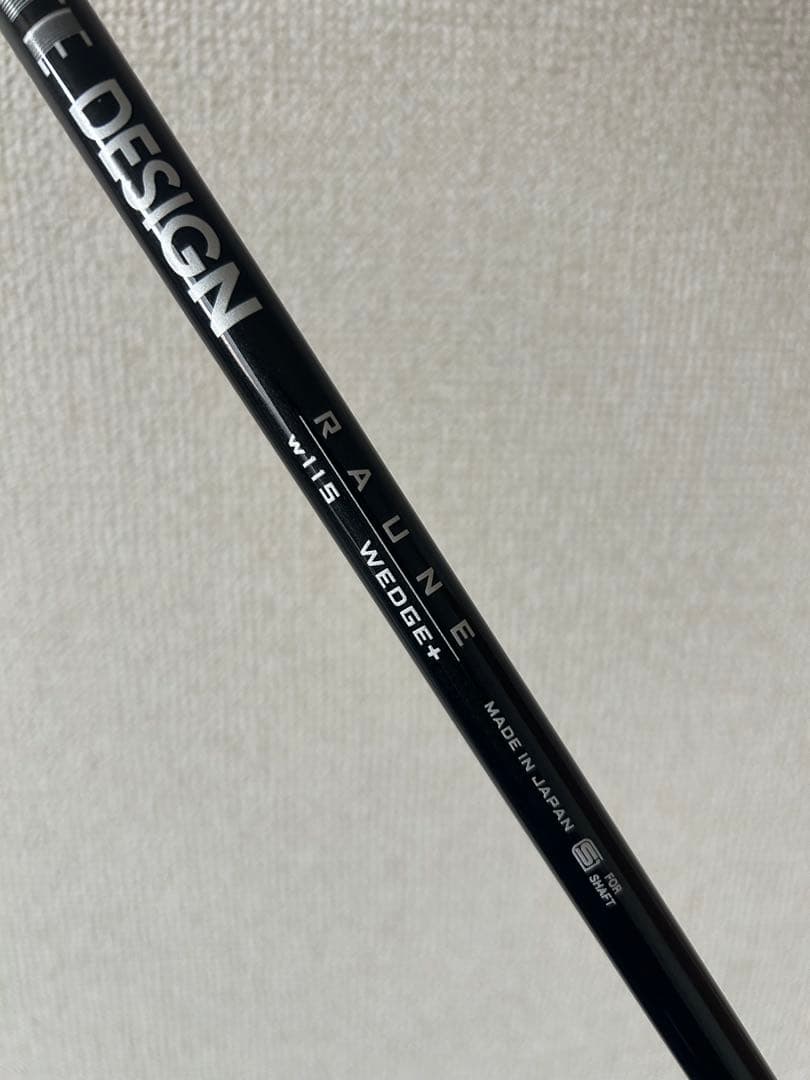 DESIGN
RAUNE
w115 WEDGE+
MADE IN JAPAN
FOR
SHAFT